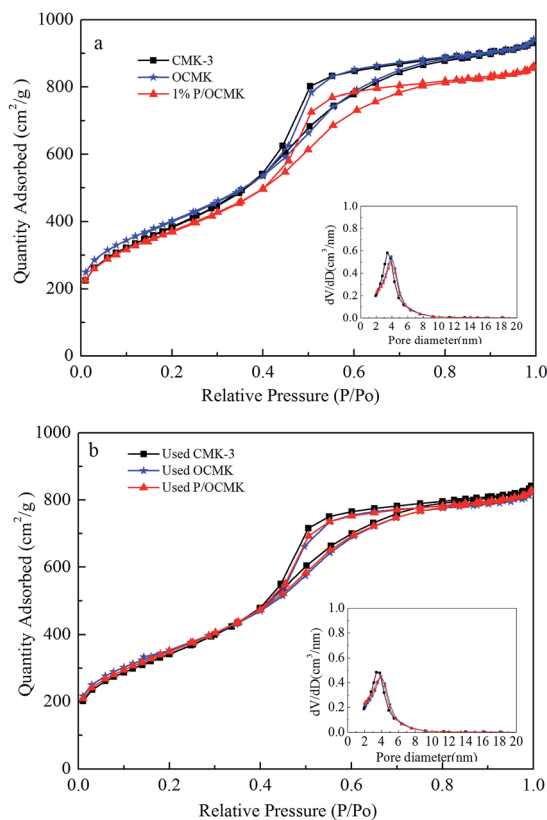 a
CMK-3
OCMK
1% P/OCMK
Quantity Adsorbed (cm²/g)
1000
800
600
400
200
0
0.0
0.2
0.4
0.6
0.8
1.0
Relative Pressure (P/Po)
dV/dD(cm³/nm)
1.0
0.8
0.6
0.4
0.2
0.0
0 2 4 6 8 10 12 14 16 18 20
Pore diameter(nm)
b
Used CMK-3
Used OCMK
Used P/OCMK
Quantity Adsorbed (cm²/g)
1000
800
600
400
200
0
0.0
0.2
0.4
0.6
0.8
1.0
Relative Pressure (P/Po)
dV/dD(cm³/nm)
1.0
0.8
0.6
0.4
0.2
0.0
0 2 4 6 8 10 12 14 16 18 20
Pore diameter(nm)